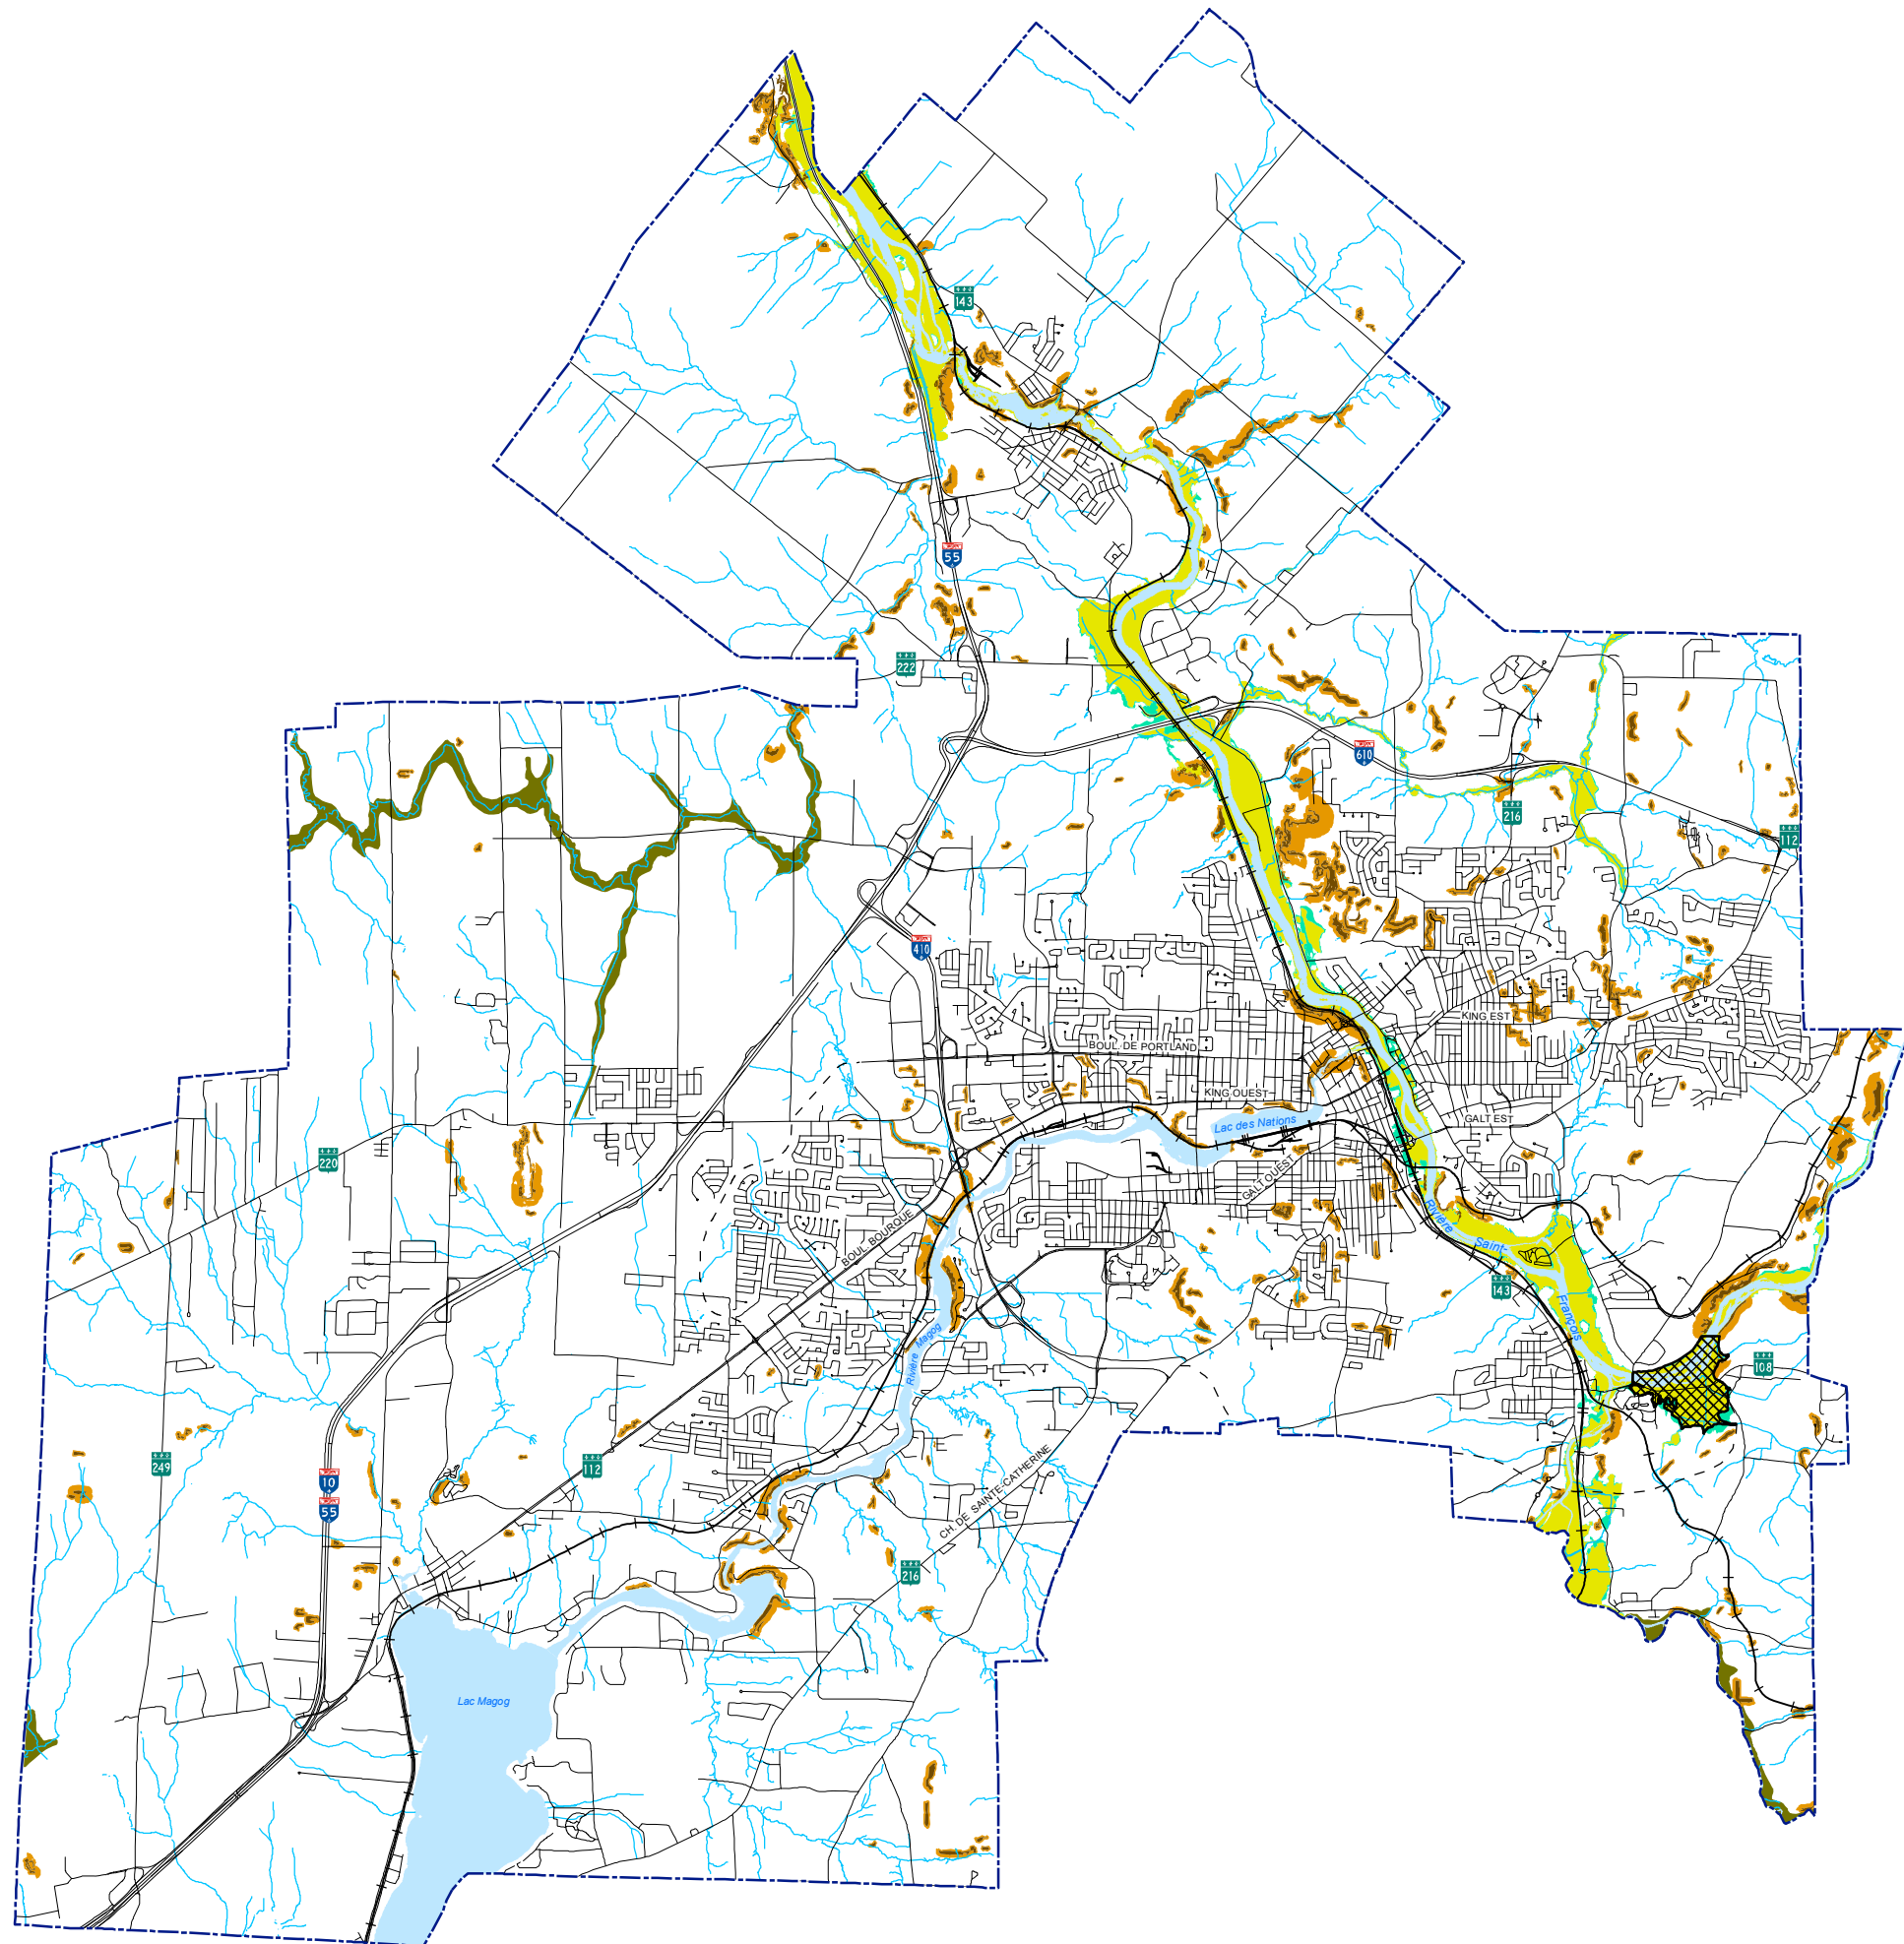 143
55
222
610
216
112
410
KING EST
BOUL. DE PORTLAND
KING OUEST
Lac des Nations
GALT EST
220
GALT OUEST
BOUL. BOURQUE
Rivière
Saint-
143
François
Rivière Magog
108
249
112
10
55
CH. DE SAINTE-CATHERINE
216
Lac Magog